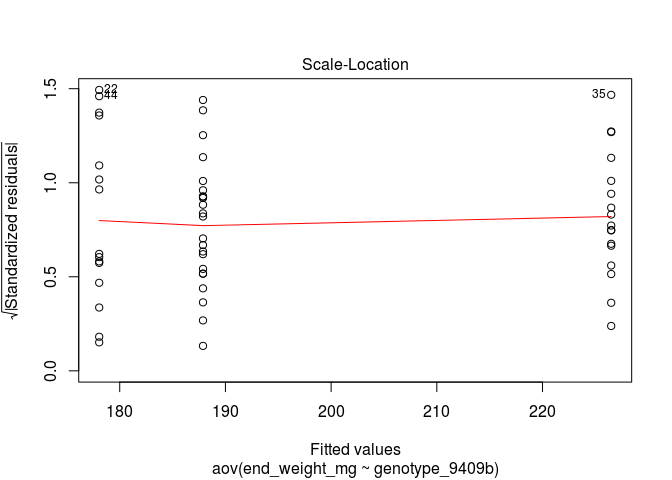 Scale-Location
√|Standardized residuals|
1.5
1.0
0.5
0.0
22
44
35
180 190 200 210 220
Fitted values
aov(end_weight_mg ~ genotype_9409b)